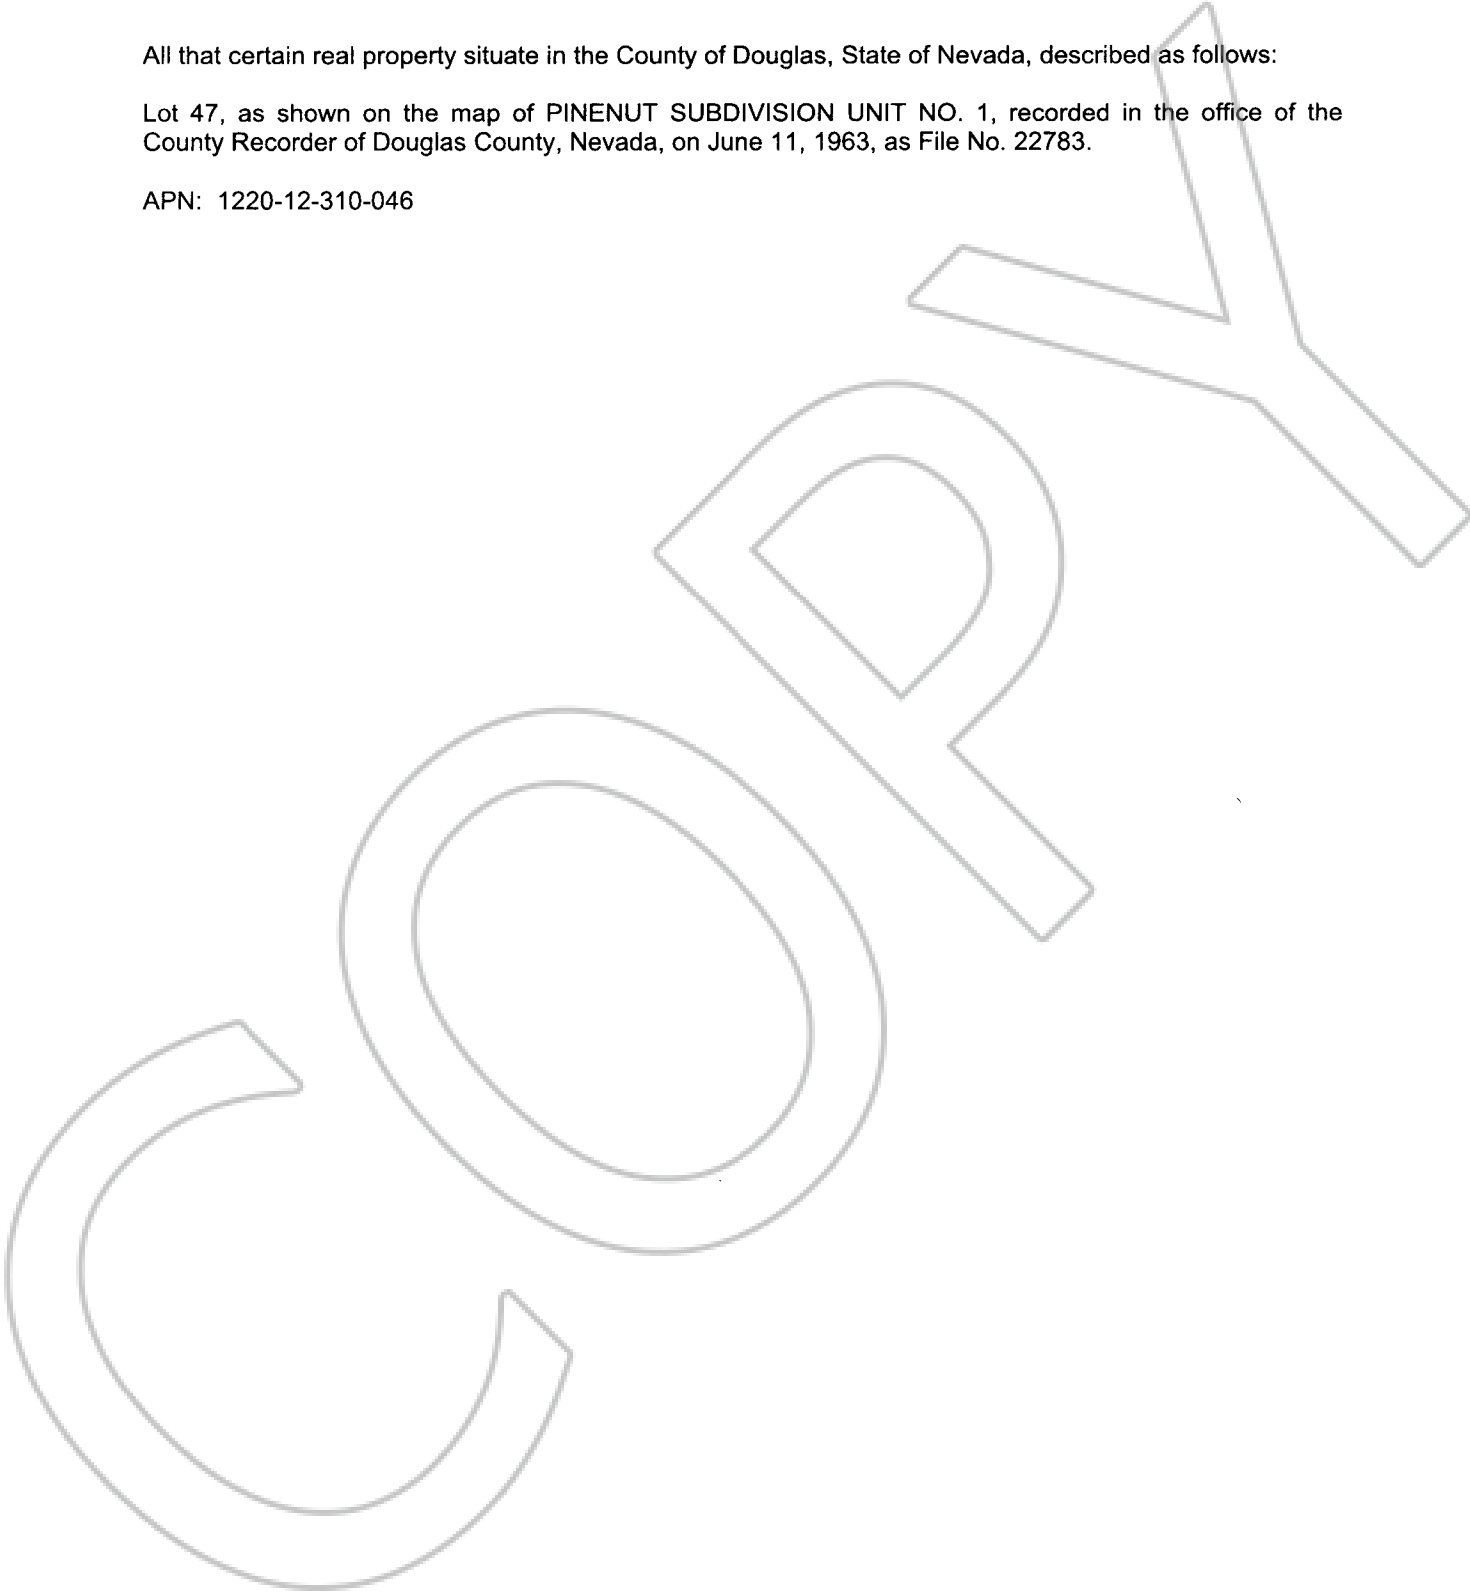 All that certain real property situate in the County of Douglas, State of Nevada, described as follows:
Lot 47, as shown on the map of PINENUT SUBDIVISION UNIT NO. 1, recorded in the office of the
County Recorder of Douglas County, Nevada, on June 11, 1963, as File No. 22783.
APN: 1220-12-310-046
COPY